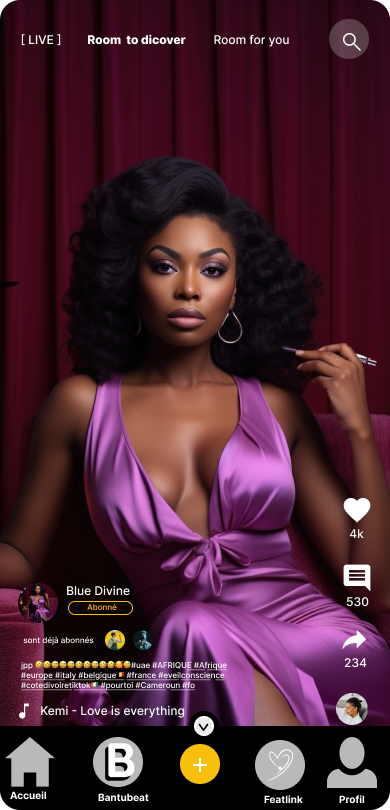 [ LIVE ] Room to dicover Room for you
Blue Divine
Abonné
sont déjà abonnés
jpp 🤣🤣😂😂😂😂😂😂😂🥰😂#uae #AFRIQUE #Afrique
#europe #italy #belgique🇧🇪 #france #eveilconscience
#cotedivoiretiktok🇨🇮 #pourtoi #Cameroun #fo
Kemi - Love is everything
4k
530
234
B
Accueil Bantubeat Featlink Profil